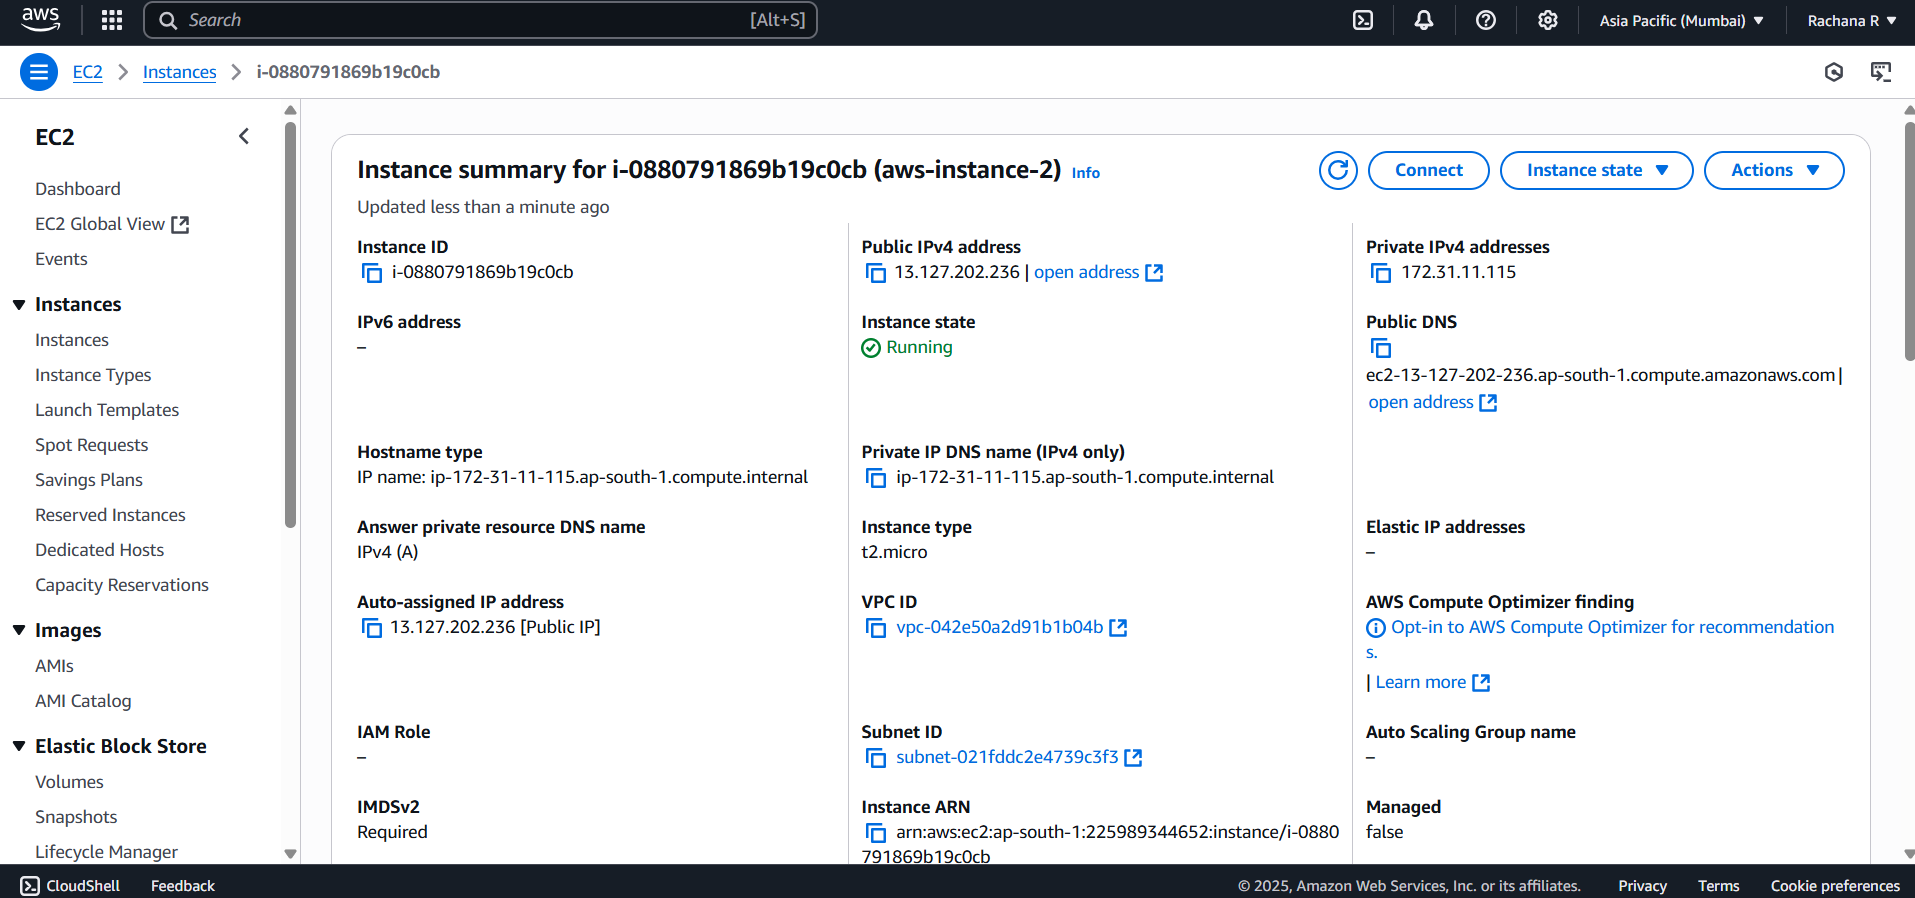 aws
Search [Alt+S]
Asia Pacific (Mumbai)
Rachana R
EC2
Instances
i-0880791869b19c0cb
EC2
Dashboard
EC2 Global View
Events
Instances
Instances
Instance Types
Launch Templates
Spot Requests
Savings Plans
Reserved Instances
Dedicated Hosts
Capacity Reservations
Images
AMIs
AMI Catalog
Elastic Block Store
Volumes
Snapshots
Lifecycle Manager
Instance summary for i-0880791869b19c0cb (aws-instance-2) Info
Updated less than a minute ago
Connect
Instance state
Actions
Instance ID
i-0880791869b19c0cb
Public IPv4 address
13.127.202.236 | open address
Private IPv4 addresses
172.31.11.115
IPv6 address
–
Instance state
Running
Public DNS
ec2-13-127-202-236.ap-south-1.compute.amazonaws.com |
open address
Hostname type
IP name: ip-172-31-11-115.ap-south-1.compute.internal
Private IP DNS name (IPv4 only)
ip-172-31-11-115.ap-south-1.compute.internal
Answer private resource DNS name
IPv4 (A)
Instance type
t2.micro
Elastic IP addresses
–
Auto-assigned IP address
13.127.202.236 [Public IP]
VPC ID
vpc-042e50a2d91b1b04b
AWS Compute Optimizer finding
Opt-in to AWS Compute Optimizer for recommendation
s.
| Learn more
IAM Role
–
Subnet ID
subnet-021fddc2e4739c3f3
Auto Scaling Group name
–
IMDSv2
Required
Instance ARN
arn:aws:ec2:ap-south-1:225989344652:instance/i-0880
791869b19c0cb
Managed
false
CloudShell
Feedback
© 2025, Amazon Web Services, Inc. or its affiliates.
Privacy
Terms
Cookie preferences